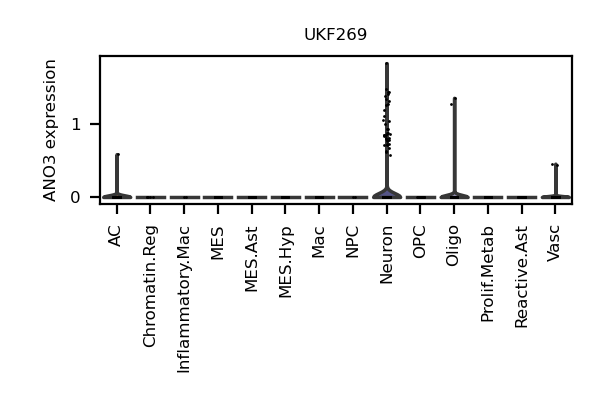 UKF269
ANO3 expression
1
0
AC
Chromatin.Reg
Inflammatory.Mac
MES
MES.Ast
MES.Hyp
Mac
NPC
Neuron
OPC
Oligo
Prolif.Metab
Reactive.Ast
Vasc